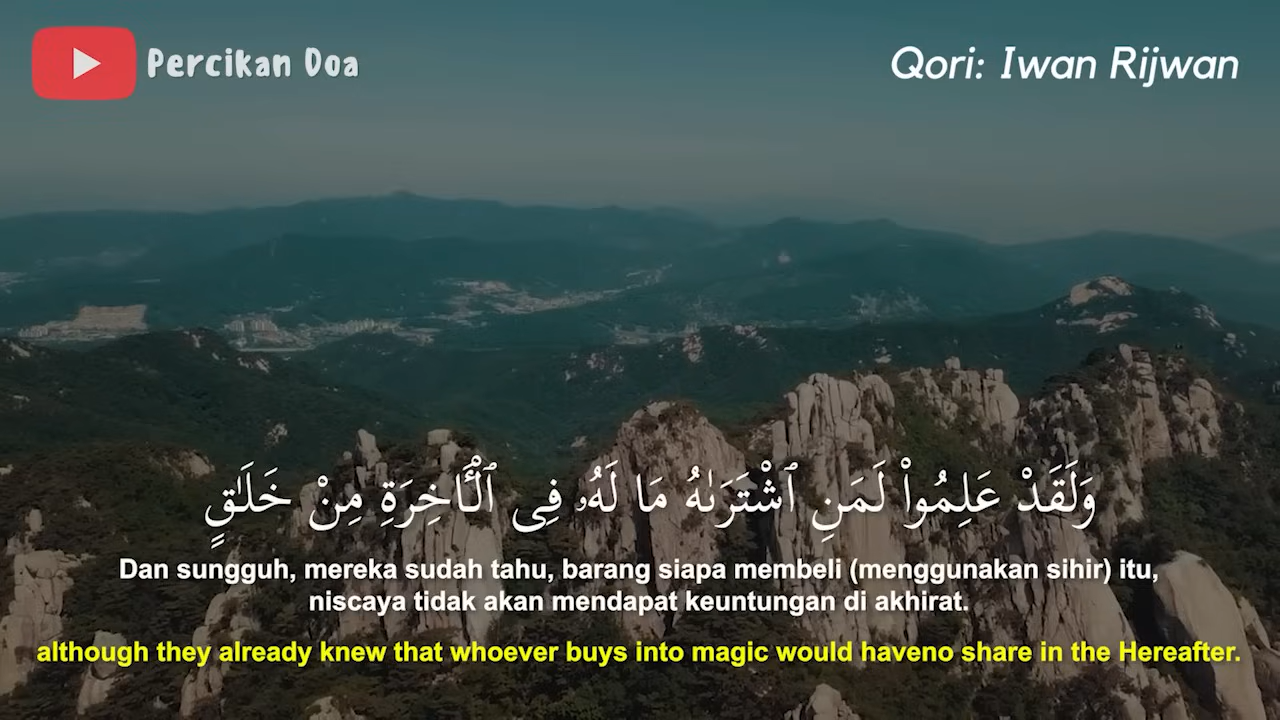 Percikan Doa
Qori: Iwan Rijwan
وَلَقَدْ عَلِمُوا۟ لَمَنِ ٱشْتَرَىٰهُ مَا لَهُۥ فِى ٱلْـَٔاخِرَةِ مِنْ خَلَـٰقٍ
Dan sungguh, mereka sudah tahu, barang siapa membeli (menggunakan sihir) itu,
niscaya tidak akan mendapat keuntungan di akhirat.
although they already knew that whoever buys into magic would haveno share in the Hereafter.